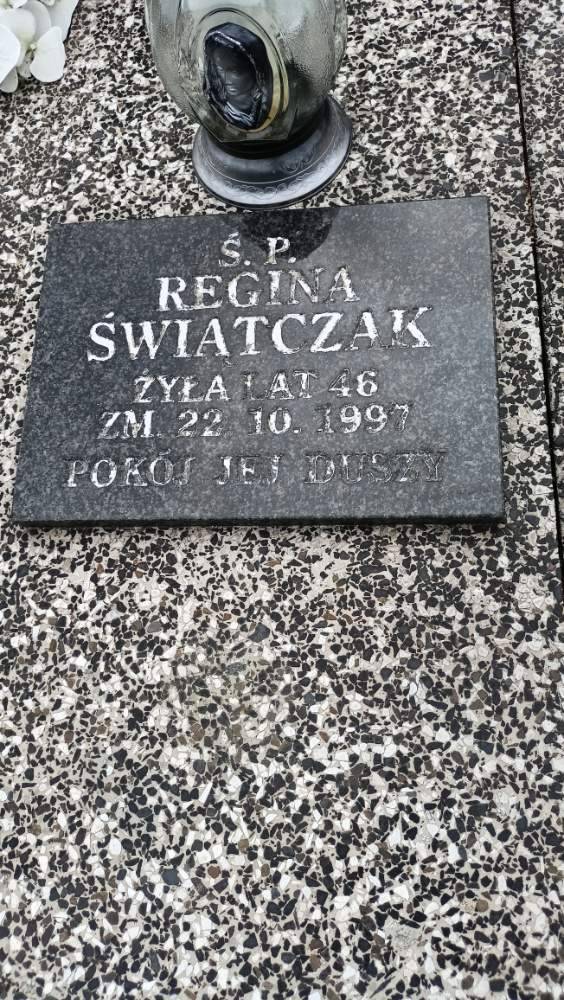 Ś. P.
REGINA
ŚWIĄTCZAK
ŻYŁA LAT 46
ZM. 22. 10. 1997
POKÓJ JEJ DUSZY